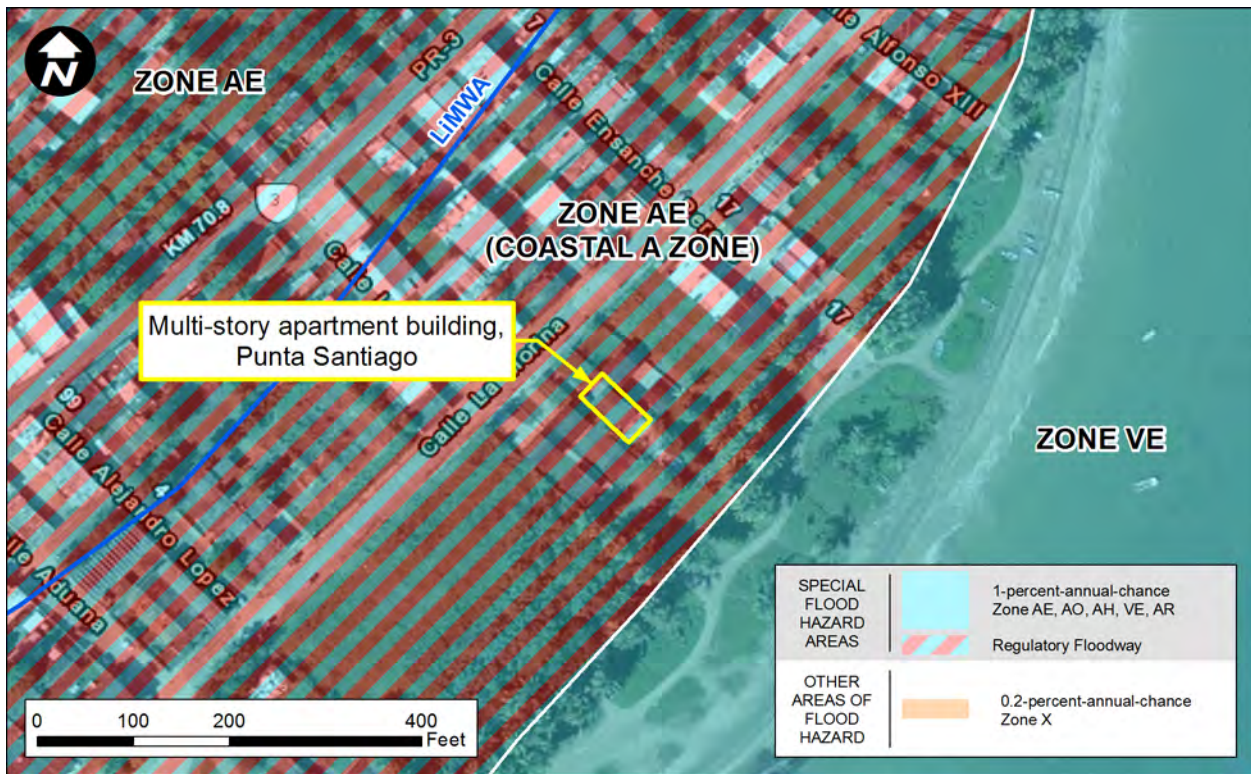 N
ZONE AE
PR-3
7
LiMWA
Calle Alfonso XIII
Calle Ensanche
17
3
KM 70.8
ZONE AE
(COASTAL A ZONE)
17
Multi-story apartment building,
Punta Santiago
Calle
99
Calle Alejandro Lopez
4
Aduana
ZONE VE
0 100 200 400
Feet
SPECIAL
FLOOD
HAZARD
AREAS
1-percent-annual-chance
Zone AE, AO, AH, VE, AR
Regulatory Floodway
OTHER
AREAS OF
FLOOD
HAZARD
0.2-percent-annual-chance
Zone X